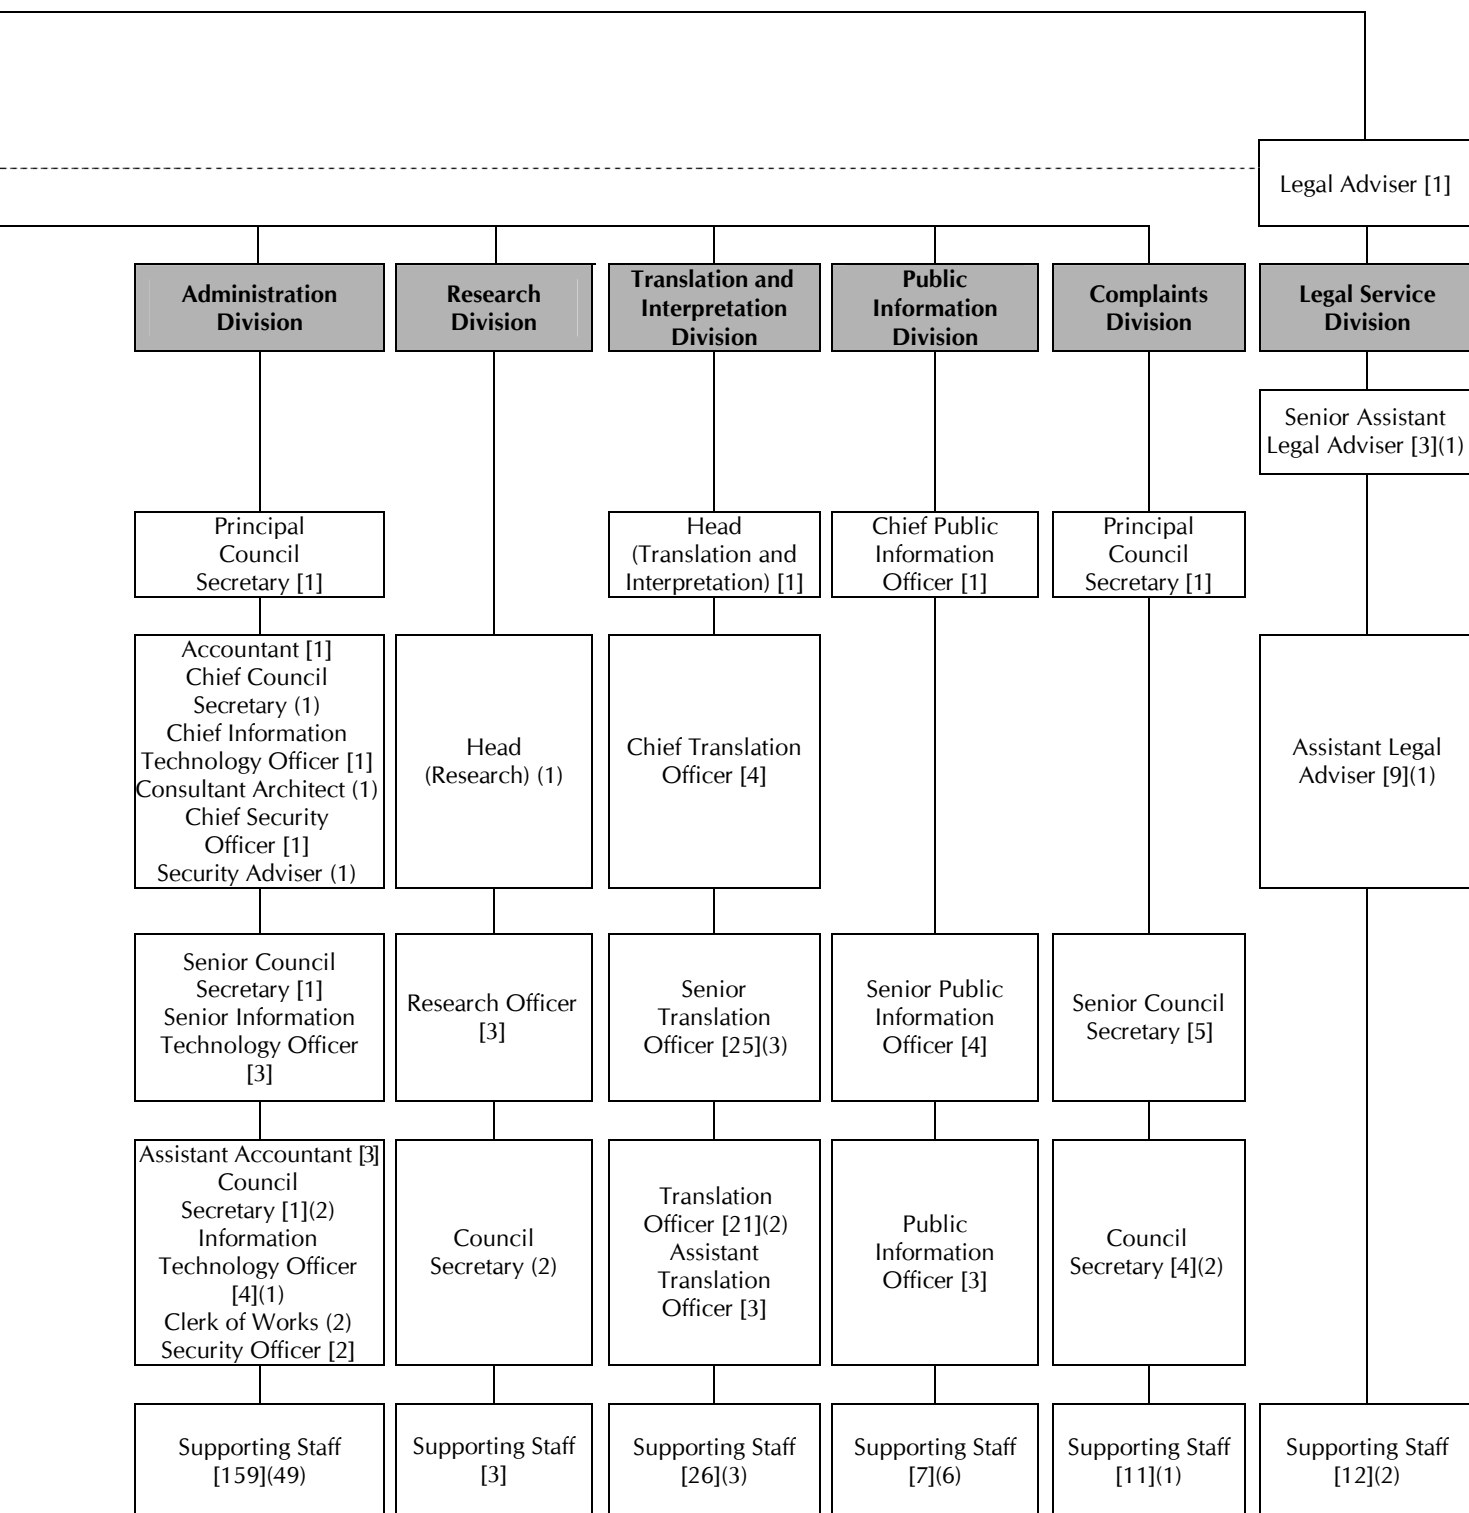 Legal Adviser [1]
Administration
Division
Research
Division
Translation and
Interpretation
Division
Public
Information
Division
Complaints
Division
Legal Service
Division
Senior Assistant
Legal Adviser [3](1)
Principal
Council
Secretary [1]
Head
(Translation and
Interpretation) [1]
Chief Public
Information
Officer [1]
Principal
Council
Secretary [1]
Accountant [1]
Chief Council
Secretary (1)
Chief Information
Technology Officer [1]
Consultant Architect (1)
Chief Security
Officer [1]
Security Adviser (1)
Head
(Research) (1)
Chief Translation
Officer [4]
Assistant Legal
Adviser [9](1)
Senior Council
Secretary [1]
Senior Information
Technology Officer
[3]
Research Officer
[3]
Senior
Translation
Officer [25](3)
Senior Public
Information
Officer [4]
Senior Council
Secretary [5]
Assistant Accountant [3]
Council
Secretary [1](2)
Information
Technology Officer
[4](1)
Clerk of Works (2)
Security Officer [2]
Council
Secretary (2)
Translation
Officer [21](2)
Assistant
Translation
Officer [3]
Public
Information
Officer [3]
Council
Secretary [4](2)
Supporting Staff
[159](49)
Supporting Staff
[3]
Supporting Staff
[26](3)
Supporting Staff
[7](6)
Supporting Staff
[11](1)
Supporting Staff
[12](2)